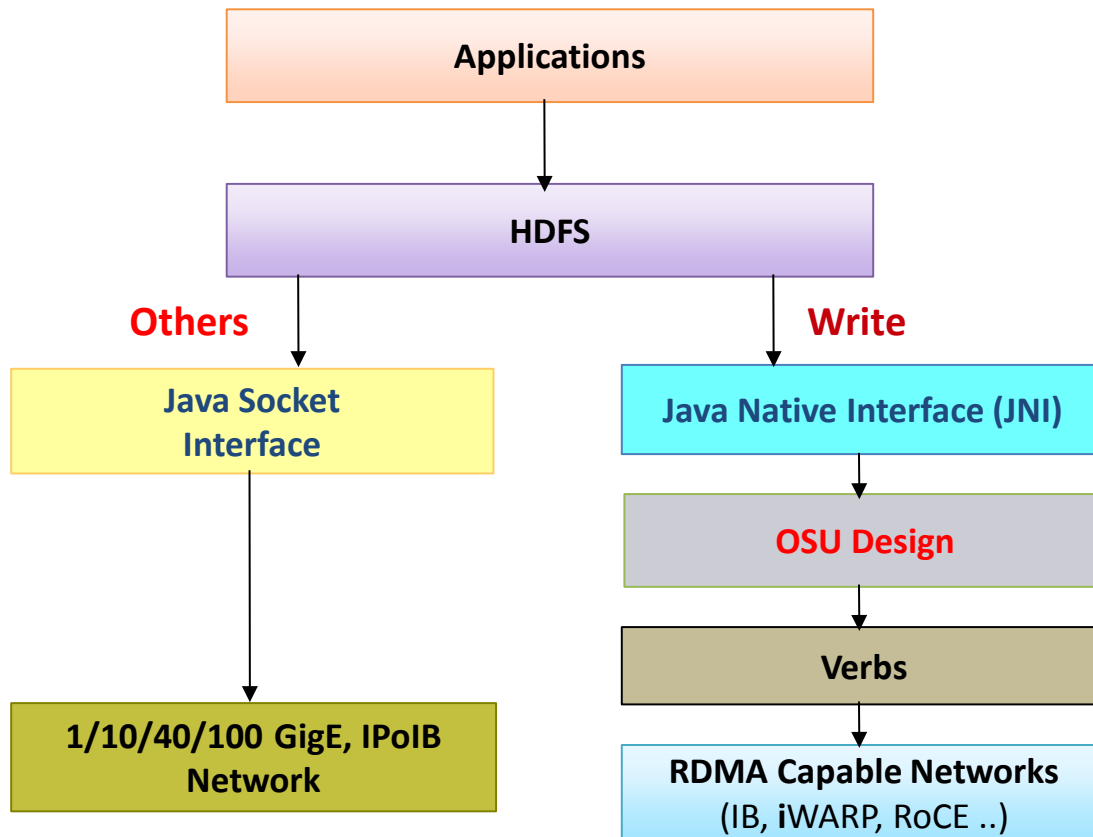 Applications
HDFS
Others
Write
Java Socket
Interface
Java Native Interface (JNI)
OSU Design
Verbs
1/10/40/100 GigE, IPoIB
Network
RDMA Capable Networks
(IB, iWARP, RoCE ..)